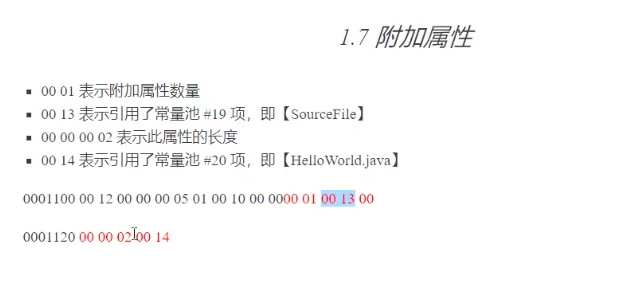 1.7 附加属性
▪ 00 01 表示附加属性数量
▪ 00 13 表示引用了常量池 #19 项，即【SourceFile】
▪ 00 00 00 02 表示此属性的长度
▪ 00 14 表示引用了常量池 #20 项，即【HelloWorld.java】
0001100 00 12 00 00 00 05 01 00 10 00 0000 01 00 13 00
0001120 00 00 02 00 14